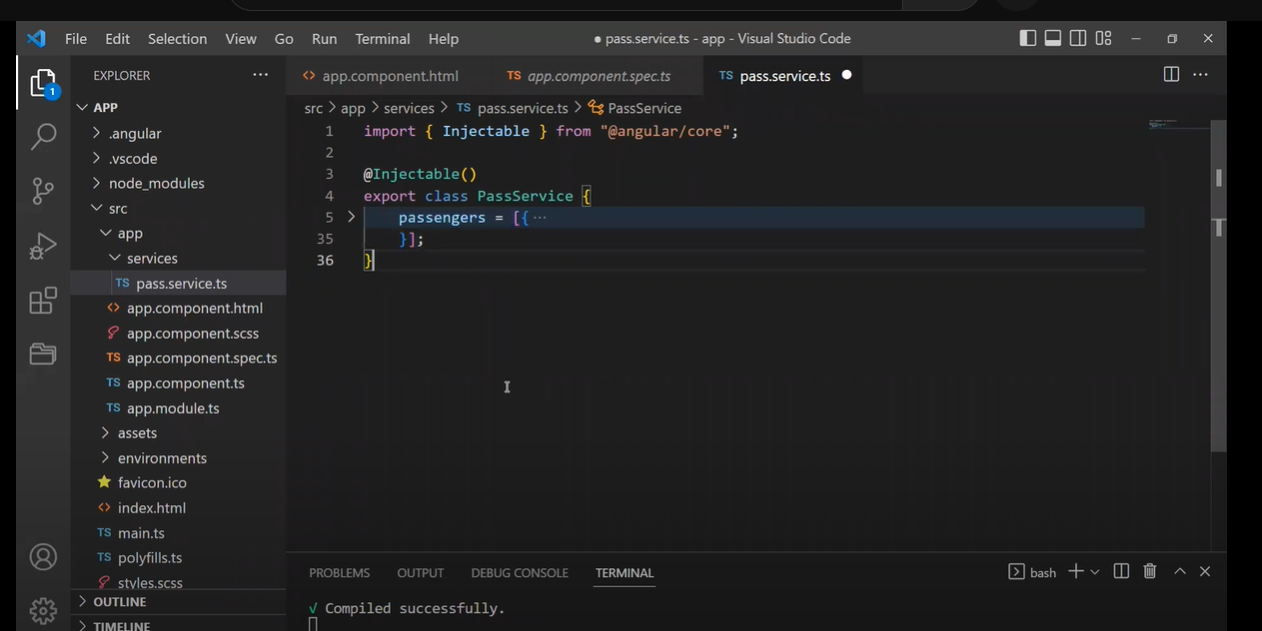 File Edit Selection View Go Run Terminal Help
● pass.service.ts - app - Visual Studio Code
EXPLORER ···
1
APP
.angular
.vscode
node_modules
src
app
services
TS pass.service.ts
<> app.component.html
app.component.scss
TS app.component.spec.ts
TS app.component.ts
TS app.module.ts
assets
environments
favicon.ico
<> index.html
TS main.ts
TS polyfills.ts
styles.scss
OUTLINE
TIMELINE
<> app.component.html TS app.component.spec.ts TS pass.service.ts ●
src > app > services > TS pass.service.ts > PassService
1 import { Injectable } from "@angular/core";
2
3 @Injectable()
4 export class PassService {
5 > passengers = [{ ···
35 }];
36 }
PROBLEMS OUTPUT DEBUG CONSOLE TERMINAL
bash
√ Compiled successfully.